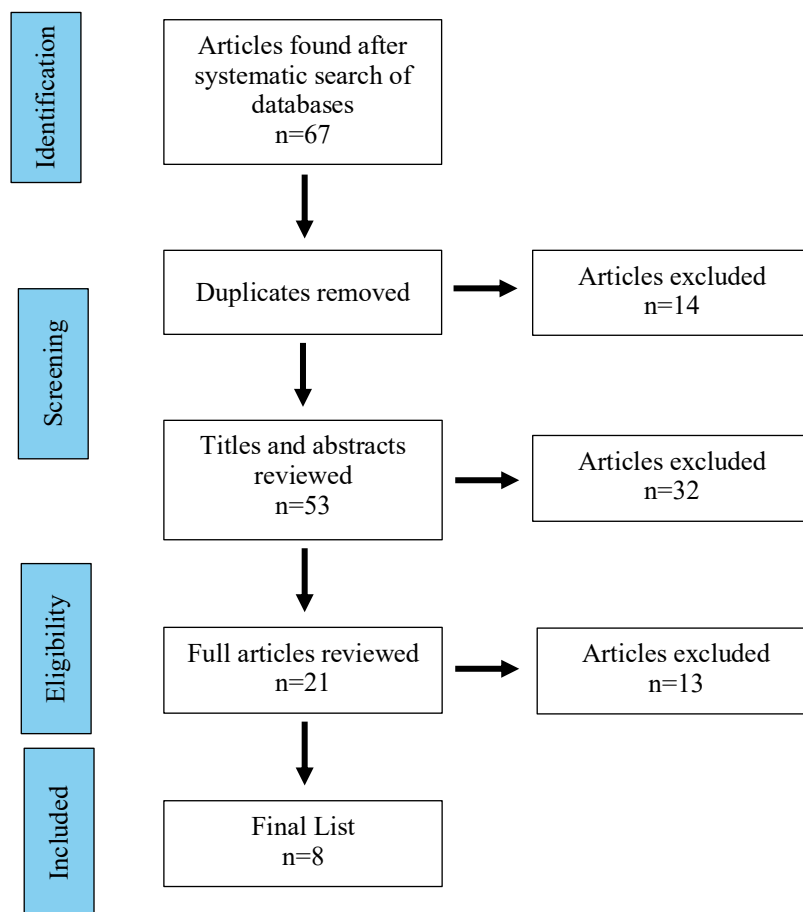 Identification
Articles found after
systematic search of
databases
n=67
Screening
Duplicates removed
Articles excluded
n=14
Titles and abstracts
reviewed
n=53
Articles excluded
n=32
Eligibility
Full articles reviewed
n=21
Articles excluded
n=13
Included
Final List
n=8